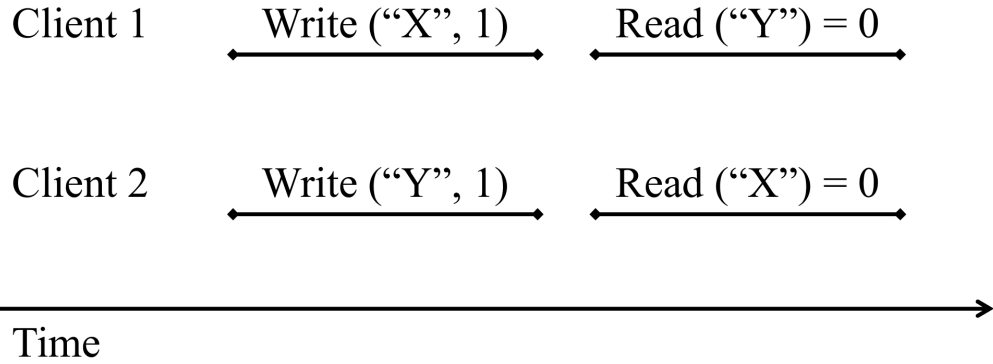 Client 1 Write (“X”, 1) Read (“Y”) = 0
Client 2 Write (“Y”, 1) Read (“X”) = 0
Time